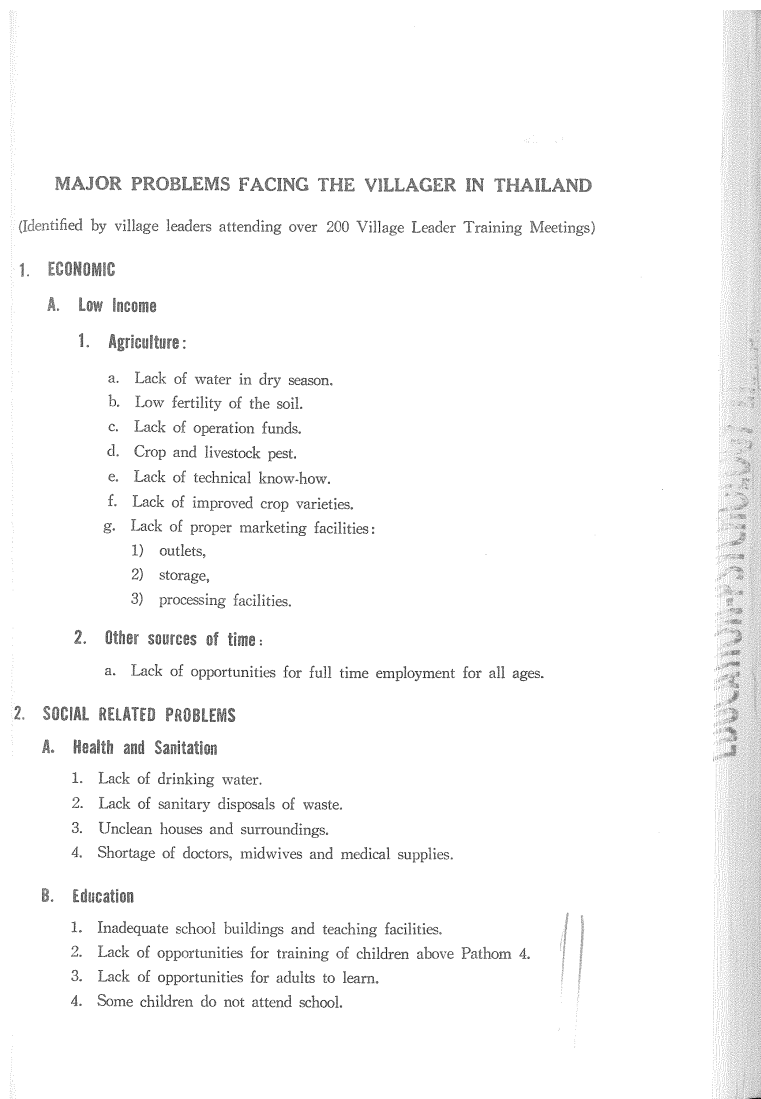 MAJOR PROBLEMS FACING THE VILLAGER IN THAILAND
(Identified by village leaders attending over 200 Village Leader Training Meetings)
1. ECONOMIC
A. Low Income
1. Agriculture:
a. Lack of water in dry season.
b. Low fertility of the soil.
c. Lack of operation funds.
d. Crop and livestock pest.
e. Lack of technical know-how.
f. Lack of improved crop varieties.
g. Lack of proper marketing facilities:
1) outlets,
2) storage,
3) processing facilities.
2. Other sources of time:
a. Lack of opportunities for full time employment for all ages.
2. SOCIAL RELATED PROBLEMS
A. Health and Sanitation
1. Lack of drinking water.
2. Lack of sanitary disposals of waste.
3. Unclean houses and surroundings.
4. Shortage of doctors, midwives and medical supplies.
B. Education
1. Inadequate school buildings and teaching facilities.
2. Lack of opportunities for training of children above Pathom 4.
3. Lack of opportunities for adults to learn.
4. Some children do not attend school.
EDUCATION-PSYCHOLOGY